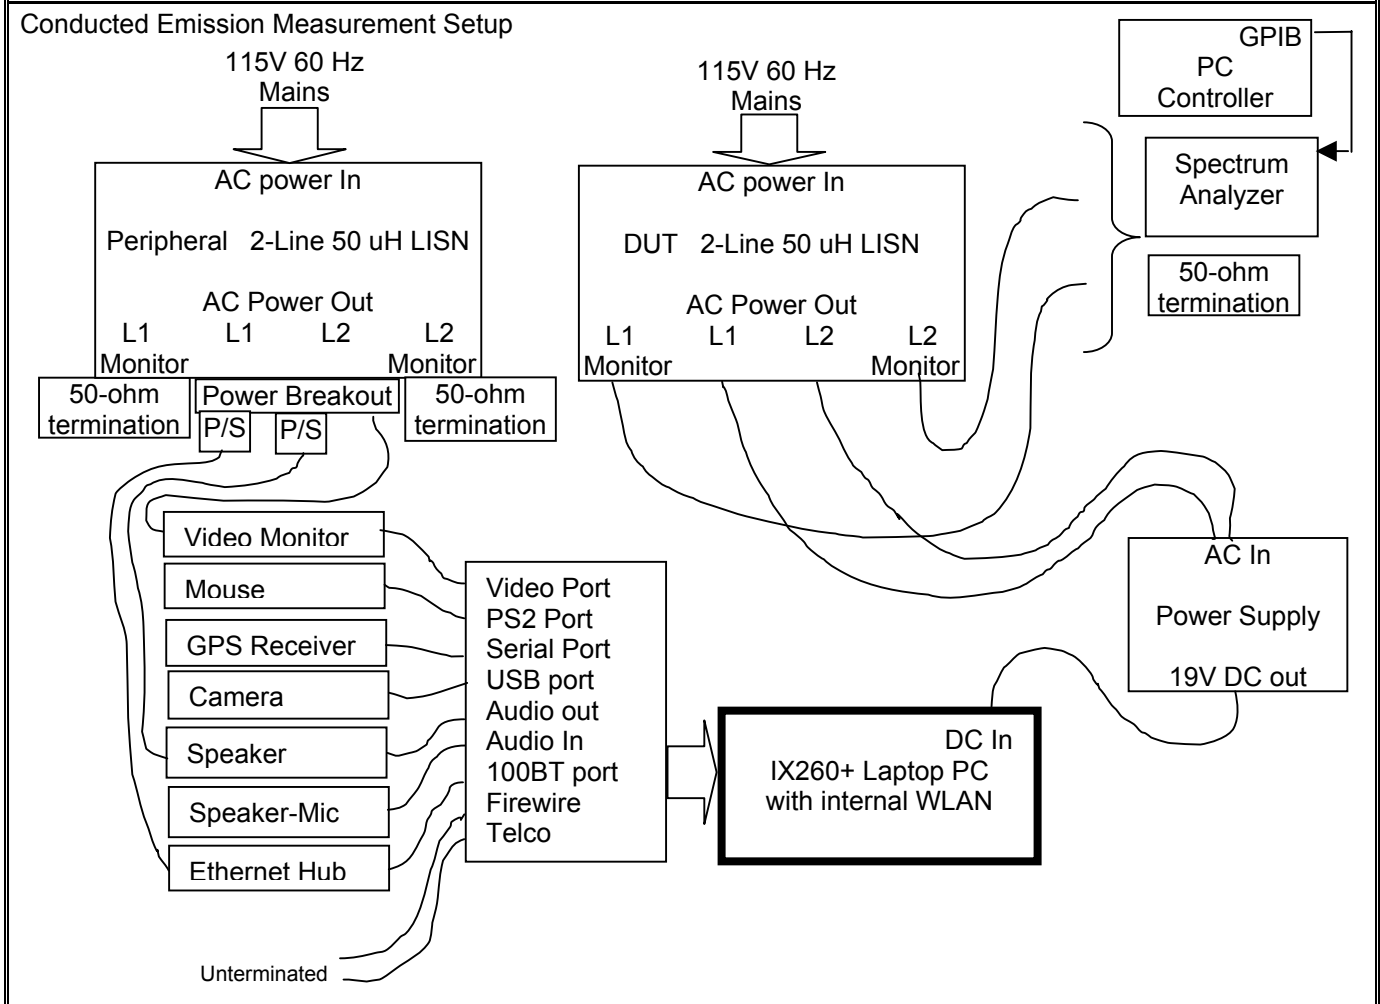 Conducted Emission Measurement Setup
115V 60 Hz
Mains
115V 60 Hz
Mains
GPIB
PC
Controller
Spectrum
Analyzer
50-ohm
termination
AC power In
Peripheral 2-Line 50 uH LISN
AC Power Out
L1 L1 L2 L2
Monitor Monitor
50-ohm
termination
Power Breakout
P/S P/S
50-ohm
termination
AC power In
DUT 2-Line 50 uH LISN
AC Power Out
L1 L1 L2 L2
Monitor Monitor
Video Monitor
Mouse
GPS Receiver
Camera
Speaker
Speaker-Mic
Ethernet Hub
Unterminated
Video Port
PS2 Port
Serial Port
USB port
Audio out
Audio In
100BT port
Firewire
Telco
DC In
IX260+ Laptop PC
with internal WLAN
AC In
Power Supply
19V DC out